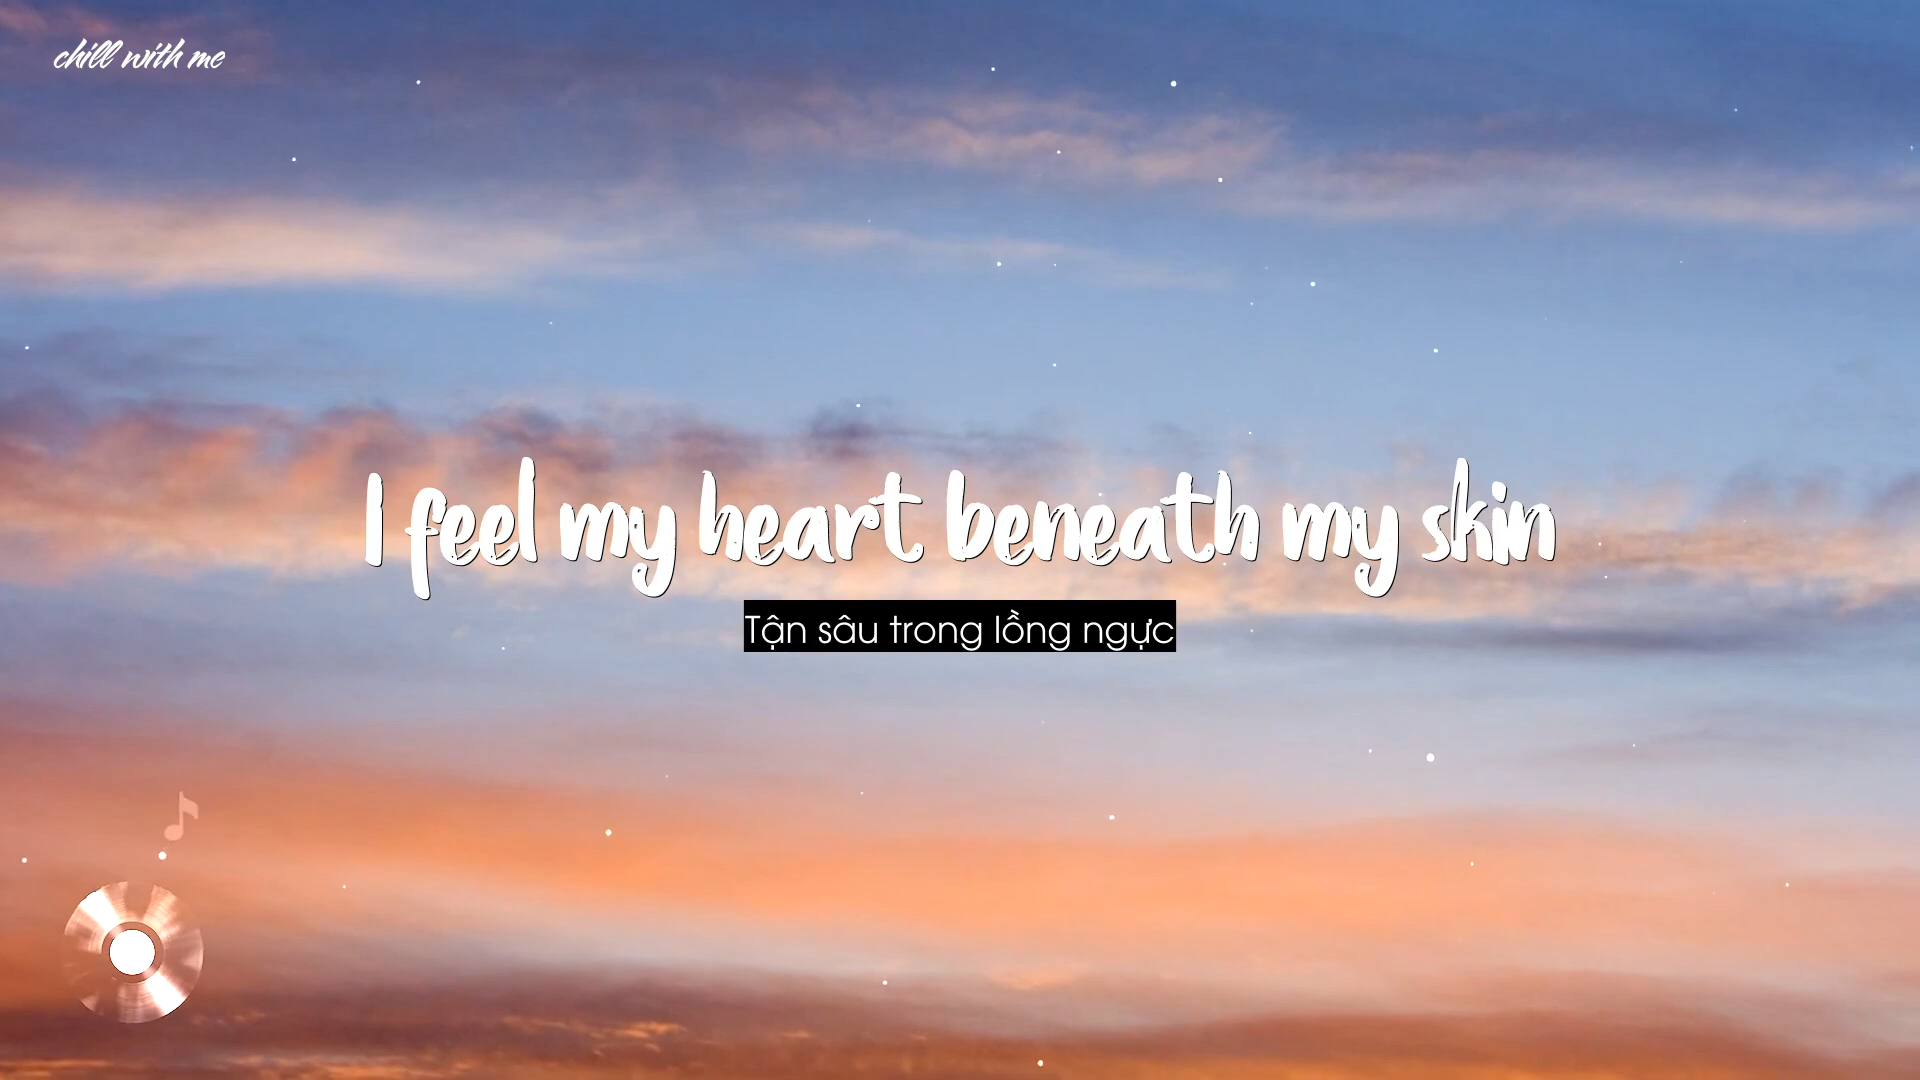 chill with me
I feel my heart beneath my skin
Tận sâu trong lồng ngực